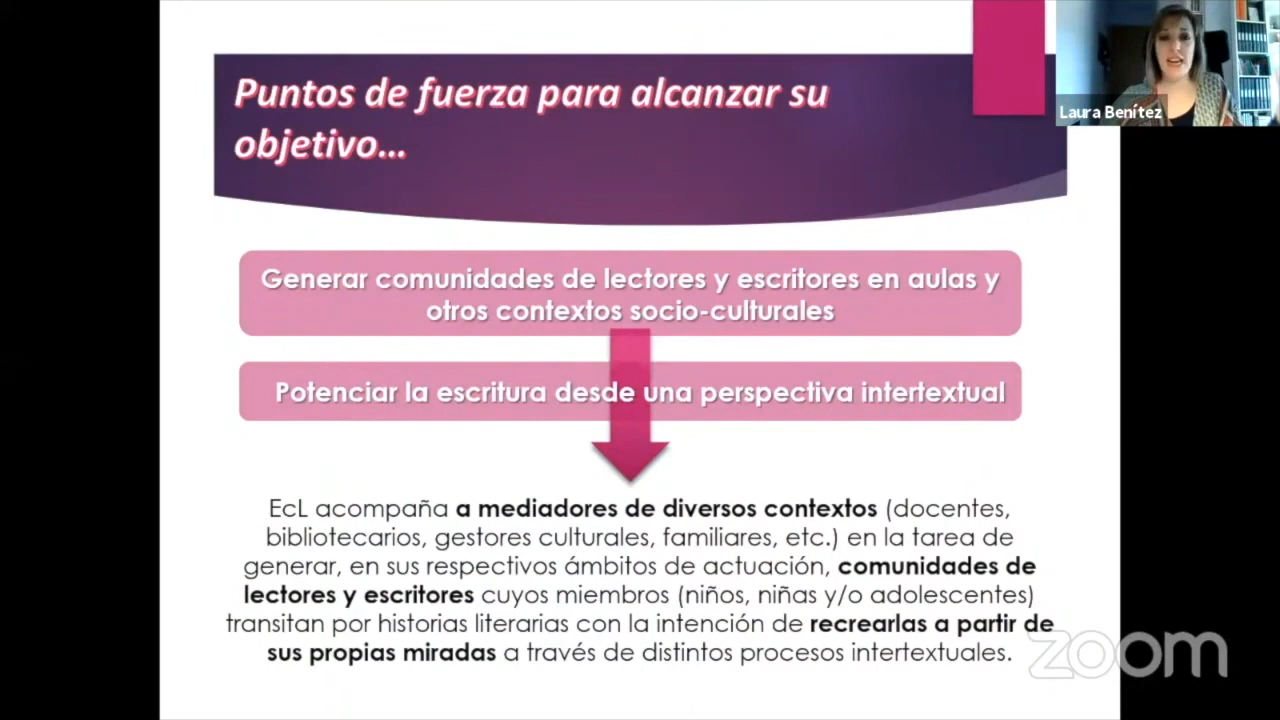 Puntos de fuerza para alcanzar su
objetivo...
Laura Benítez
Generar comunidades de lectores y escritores en aulas y
otros contextos socio-culturales
Potenciar la escritura desde una perspectiva intertextual
EcL acompaña a mediadores de diversos contextos (docentes,
bibliotecarios, gestores culturales, familiares, etc.) en la tarea de
generar, en sus respectivos ámbitos de actuación, comunidades de
lectores y escritores cuyos miembros (niños, niñas y/o adolescentes)
transitan por historias literarias con la intención de recrearlas a partir de
sus propias miradas a través de distintos procesos intertextuales.
zoom